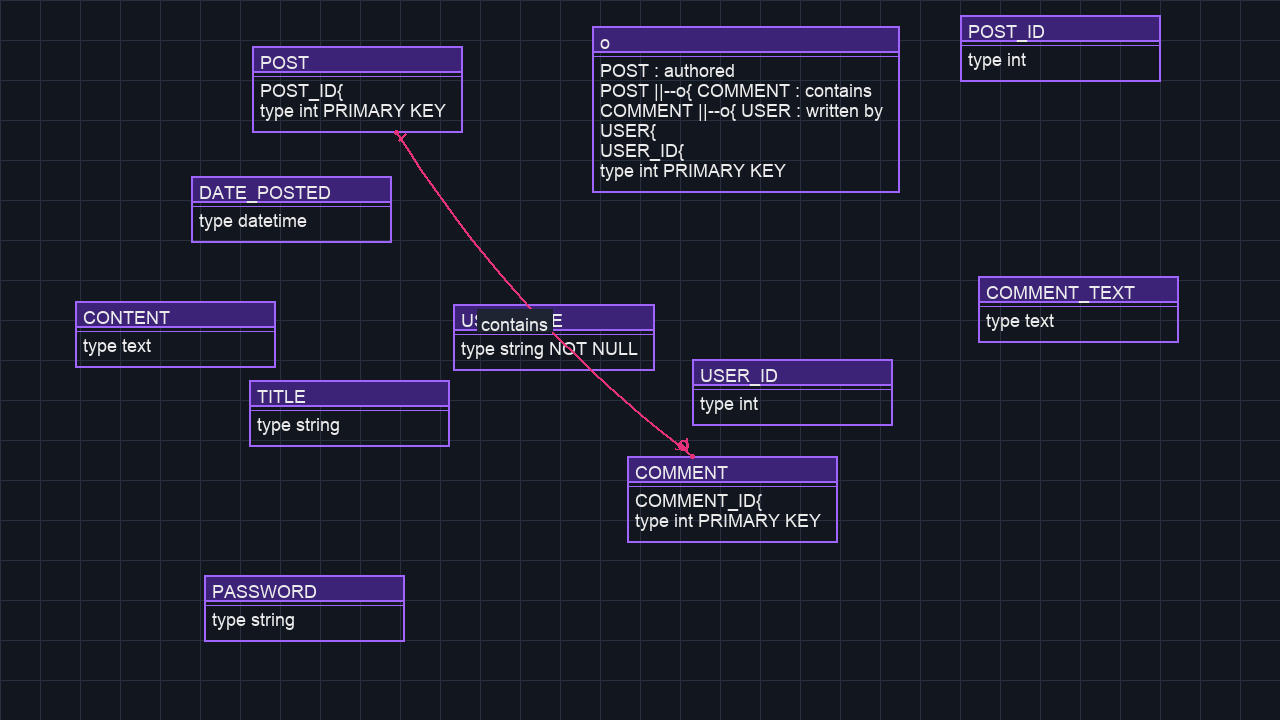 POST_ID
type int
o
POST : authored
POST ||--o{ COMMENT : contains
COMMENT ||--o{ USER : written by
USER{
USER_ID{
type int PRIMARY KEY
POST
POST_ID{
type int PRIMARY KEY
DATE_POSTED
type datetime
COMMENT_TEXT
type text
CONTENT
type text
contains
type string NOT NULL
USER_ID
type int
TITLE
type string
COMMENT
COMMENT_ID{
type int PRIMARY KEY
PASSWORD
type string